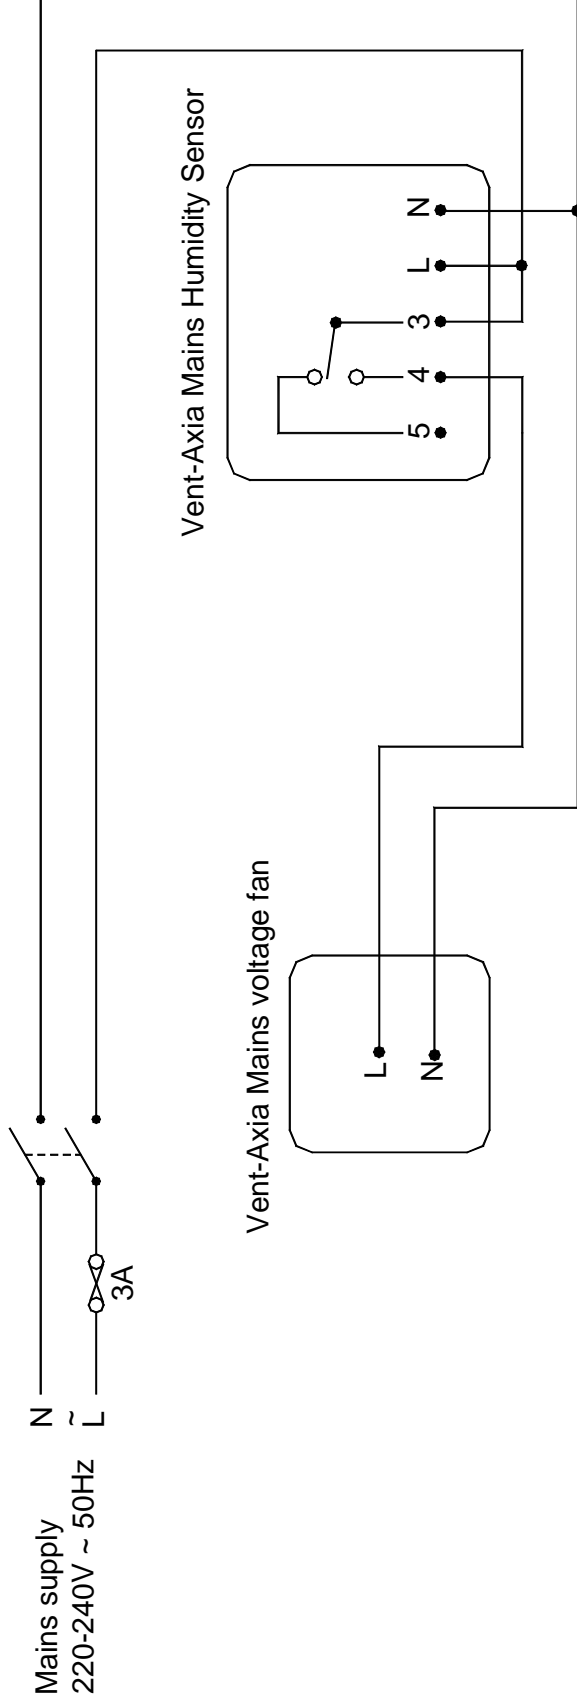 Mains supply
220-240V ~ 50Hz
N
~
L
3A
Vent-Axia Mains voltage fan
L
N
Vent-Axia Mains Humidity Sensor
5
4
3
L
N